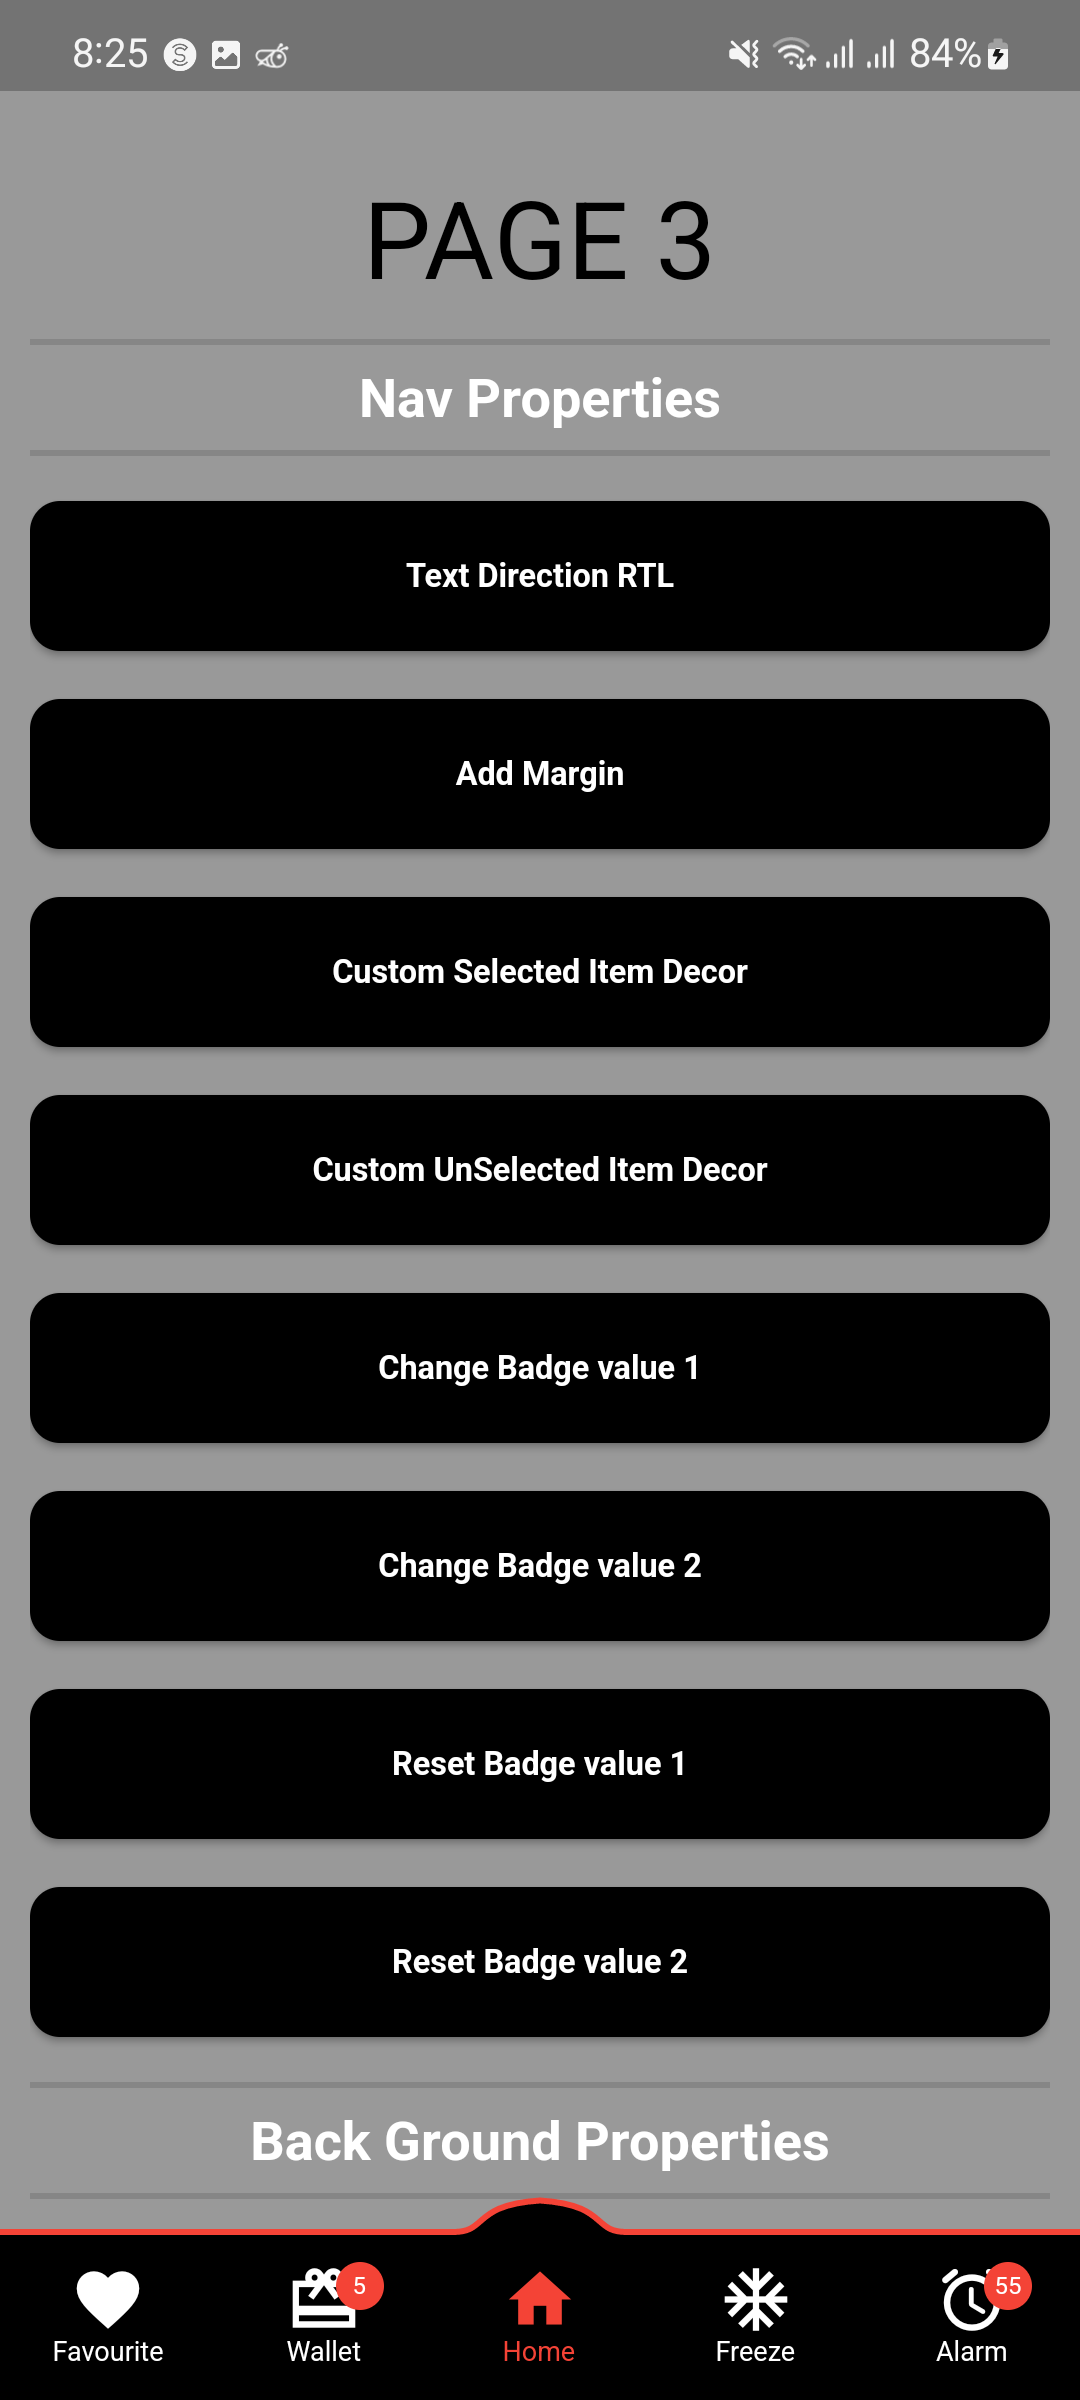 8:25
84%
PAGE 3
Nav Properties
Text Direction RTL
Add Margin
Custom Selected Item Decor
Custom UnSelected Item Decor
Change Badge value 1
Change Badge value 2
Reset Badge value 1
Reset Badge value 2
Back Ground Properties
5
55
Favourite
Wallet
Home
Freeze
Alarm